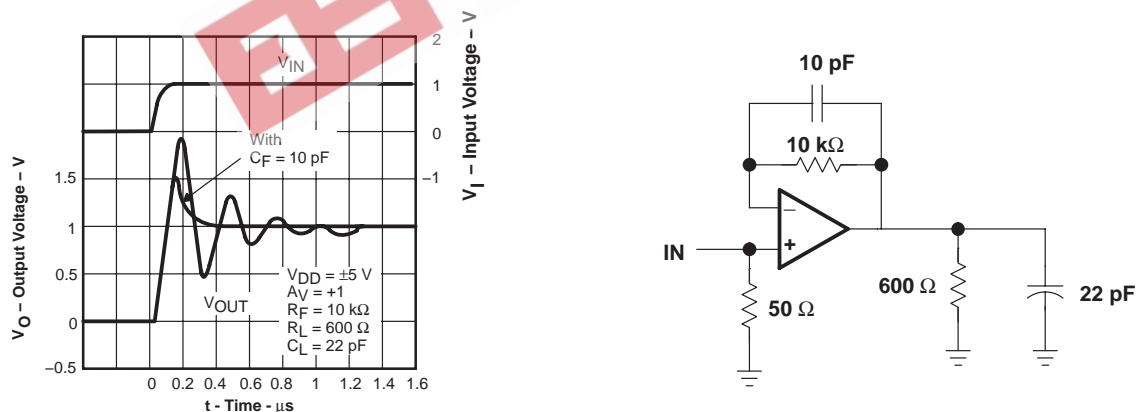 V_IN
2
1
0
−1
V_I – Input Voltage – V
With
C_F = 10 pF
V_O – Output Voltage – V
1.5
1
0.5
0
−0.5
V_OUT
V_DD = ±5 V
A_V = +1
R_F = 10 kΩ
R_L = 600 Ω
C_L = 22 pF
0 0.2 0.4 0.6 0.8 1 1.2 1.4 1.6
t - Time - μs
10 pF
10 kΩ
–
+
IN
50 Ω
600 Ω
22 pF